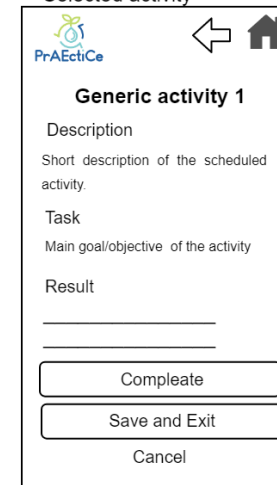 Selected activity
PrAEctiCe
Generic activity 1
Description
Short description of the scheduled
activity.
Task
Main goal/objective of the activity
Result
Compleate
Save and Exit
Cancel